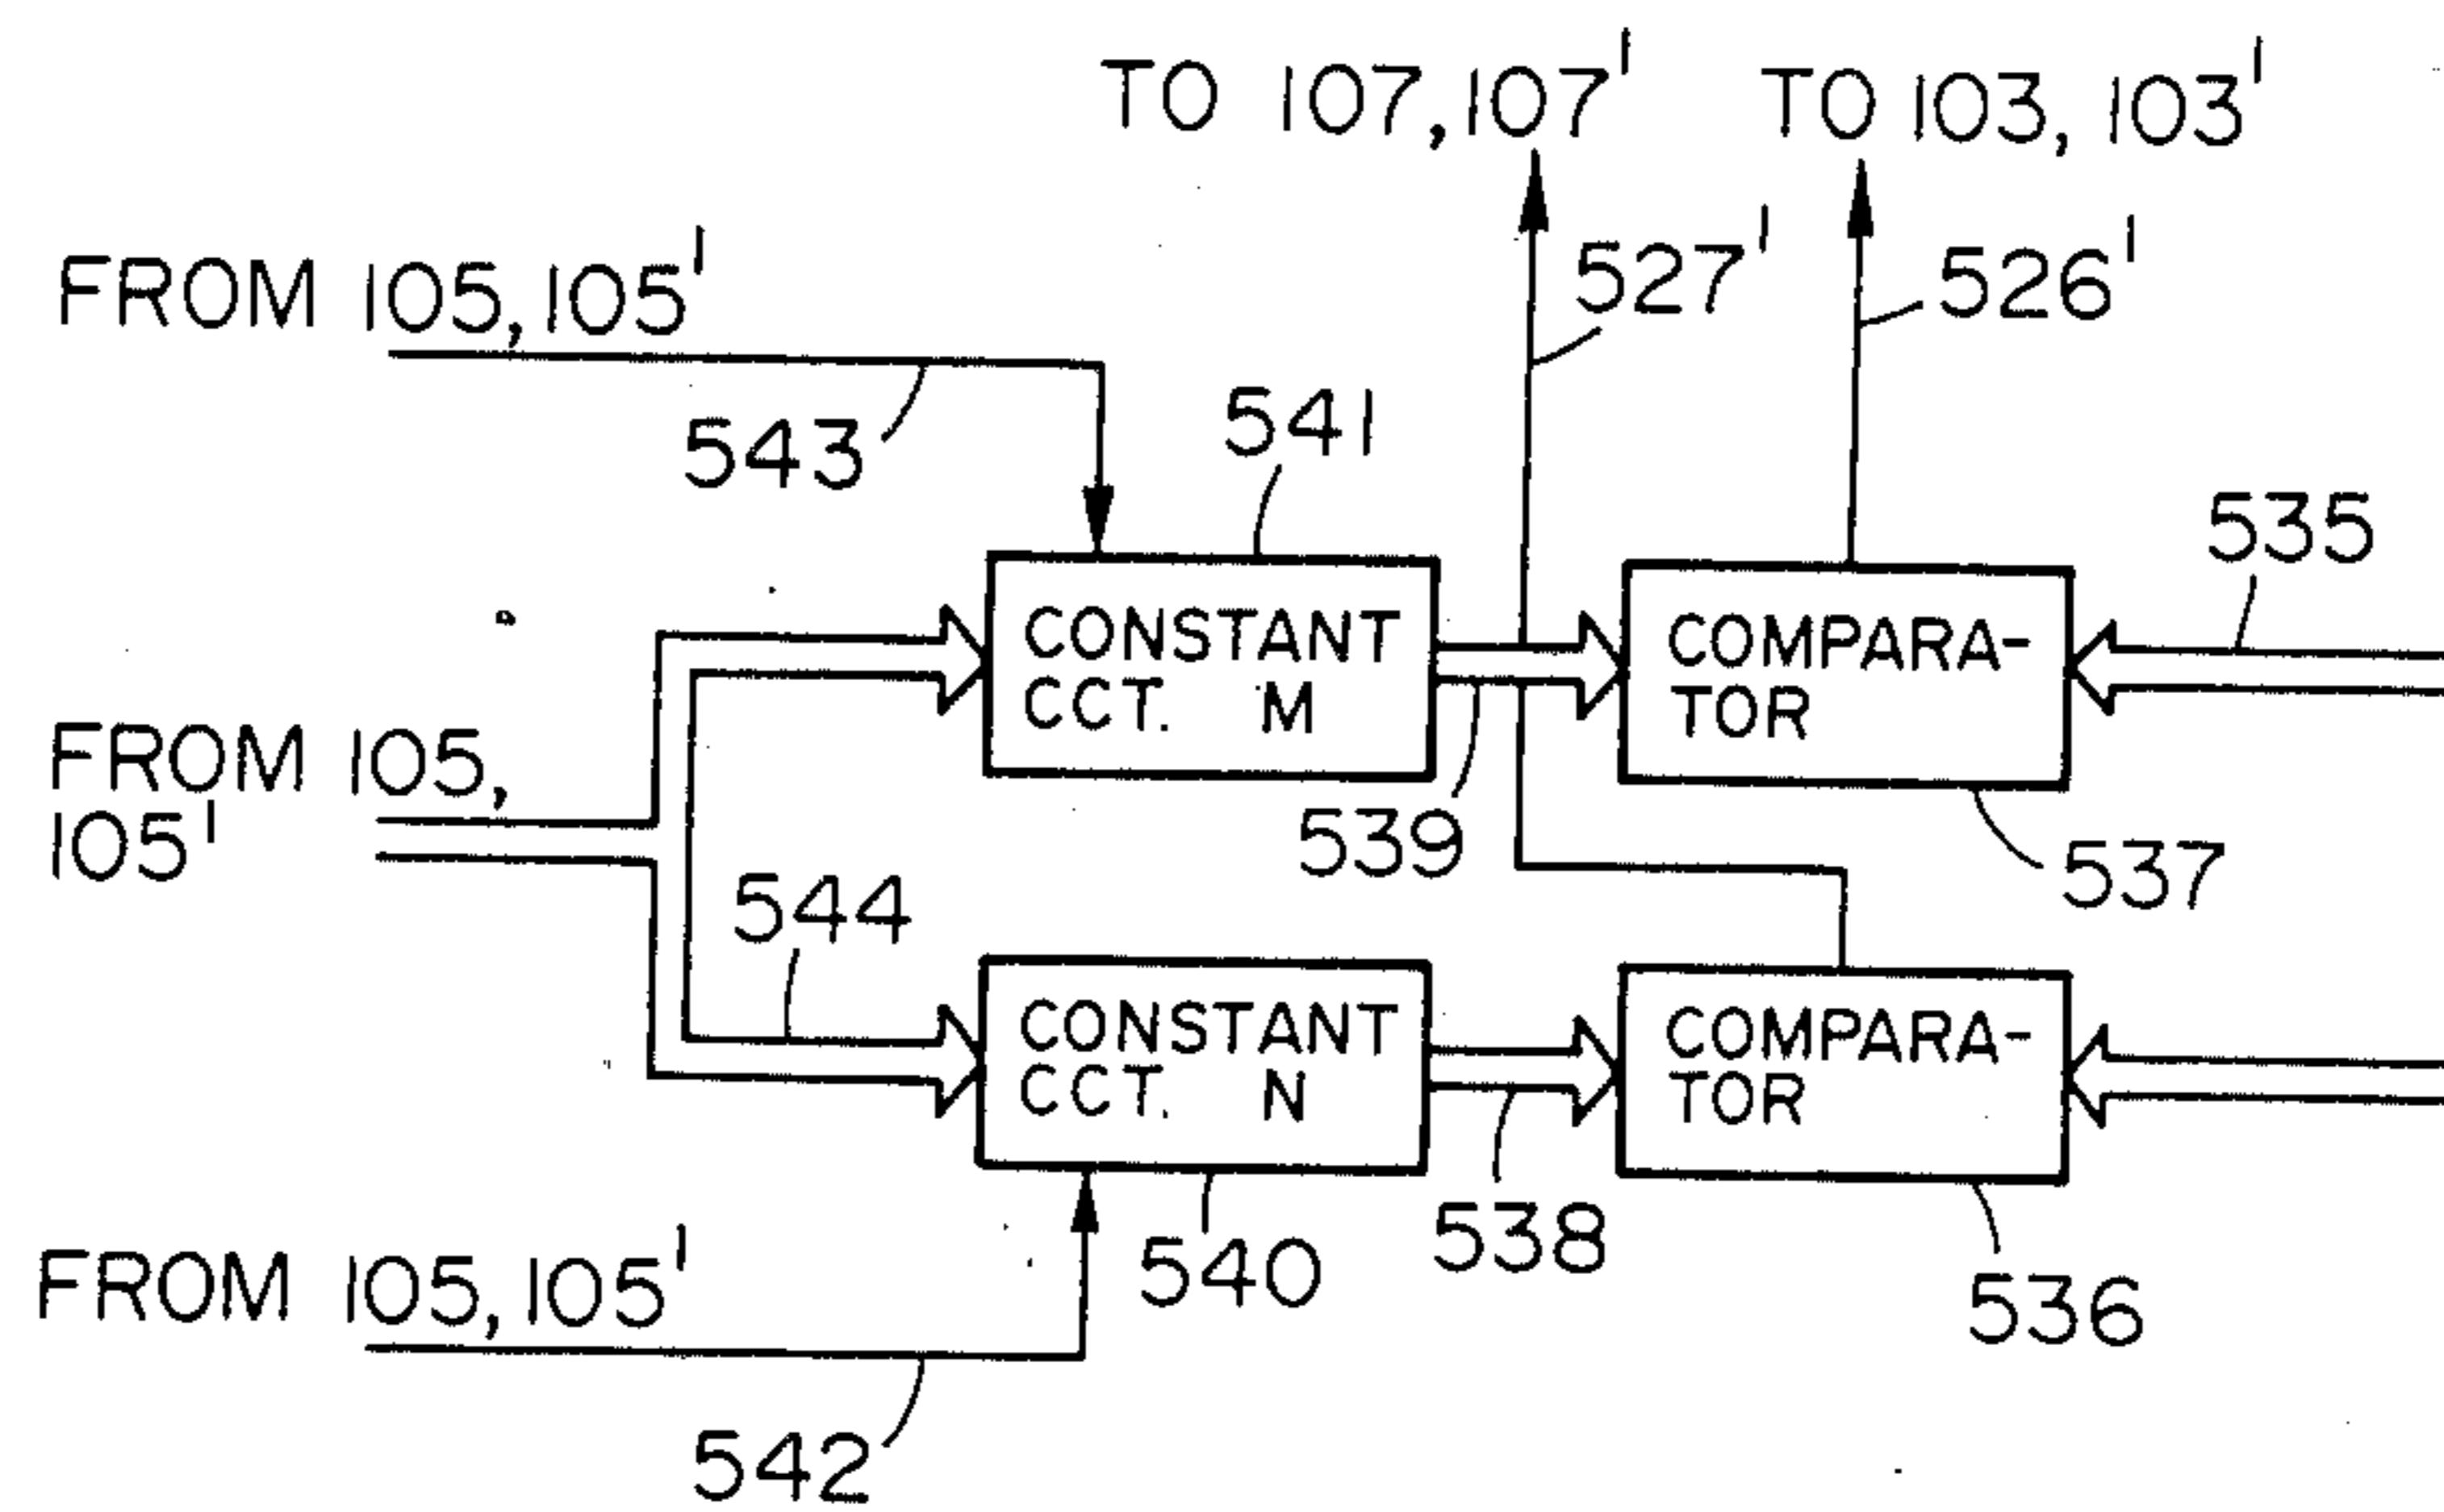 TO 107, 107'
TO 103, 103'
FROM 105, 105'
527'
526'
543
541
535
CONSTANT
CCT. M
COMPARA-
TOR
FROM 105,
105'
539
537
544
CONSTANT
CCT. N
COMPARA-
TOR
538
540
536
FROM 105, 105'
542